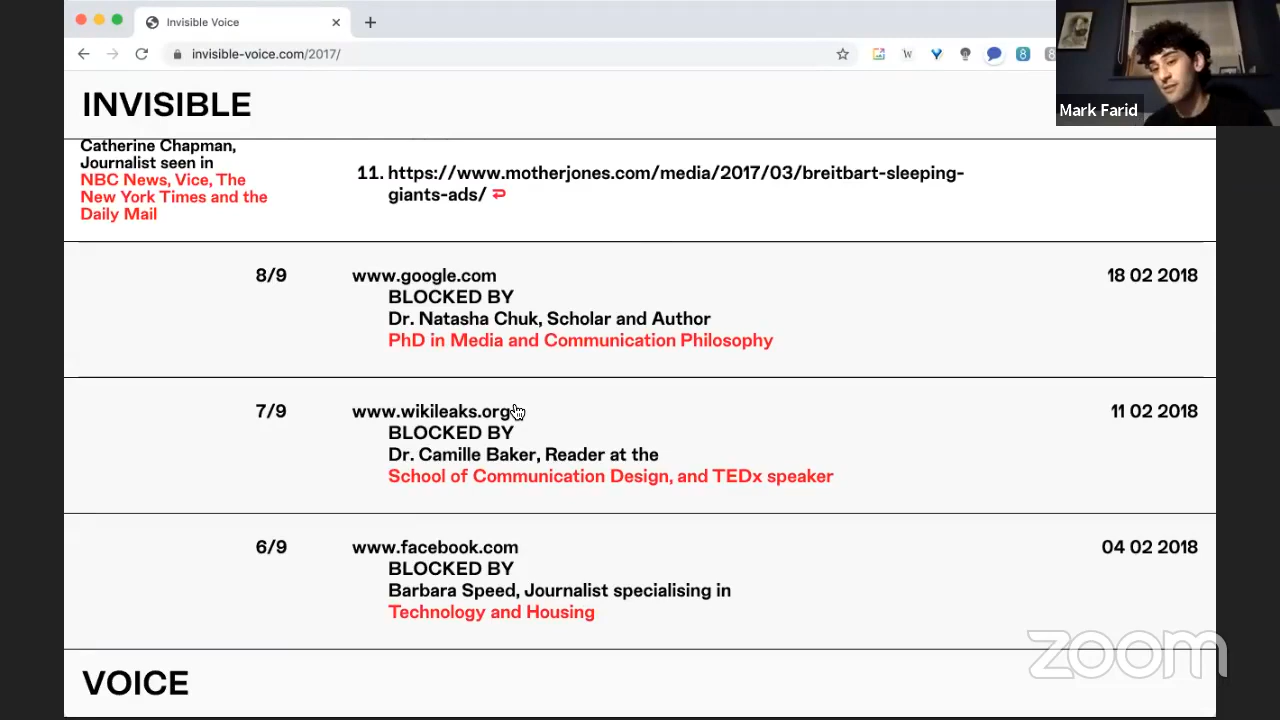 Invisible Voice
invisible-voice.com/2017/
Mark Farid
INVISIBLE
Catherine Chapman,
Journalist seen in
NBC News, Vice, The
New York Times and the
Daily Mail
11. https://www.motherjones.com/media/2017/03/breitbart-sleeping-
giants-ads/
8/9 www.google.com 18 02 2018
BLOCKED BY
Dr. Natasha Chuk, Scholar and Author
PhD in Media and Communication Philosophy
7/9 www.wikileaks.org 11 02 2018
BLOCKED BY
Dr. Camille Baker, Reader at the
School of Communication Design, and TEDx speaker
6/9 www.facebook.com 04 02 2018
BLOCKED BY
Barbara Speed, Journalist specialising in
Technology and Housing
zoom
VOICE